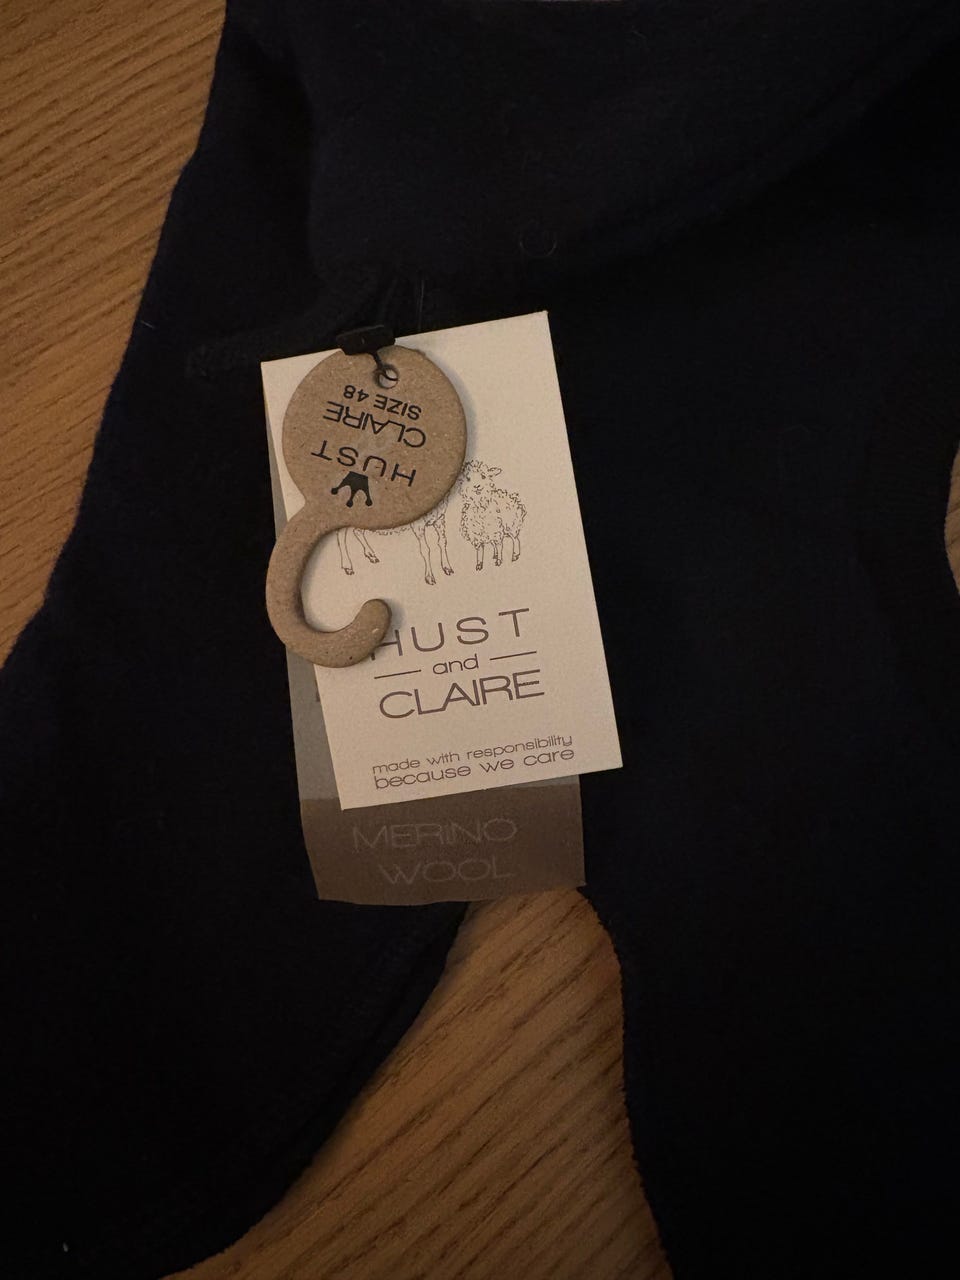 HUST
CLAIRE
SIZE 48
HUST
and
CLAIRE
made with responsibility
because we care
MERINO
WOOL